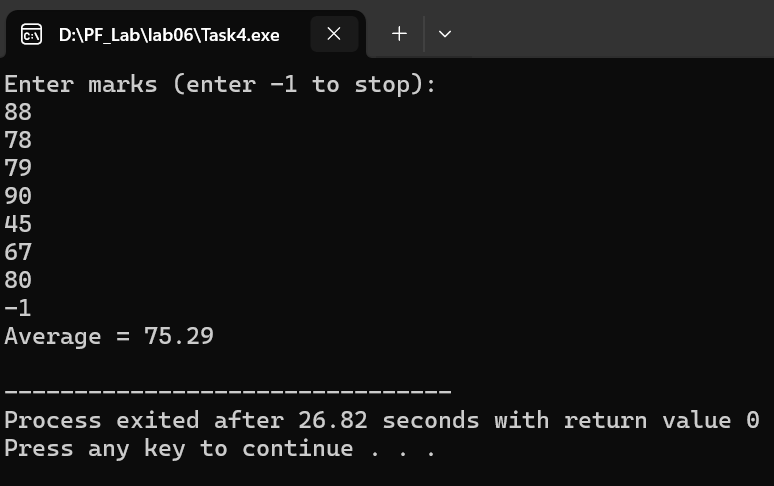 D:\PF_Lab\lab06\Task4.exe
Enter marks (enter -1 to stop):
88
78
79
90
45
67
80
-1
Average = 75.29
--------------------------------
Process exited after 26.82 seconds with return value 0
Press any key to continue . . .